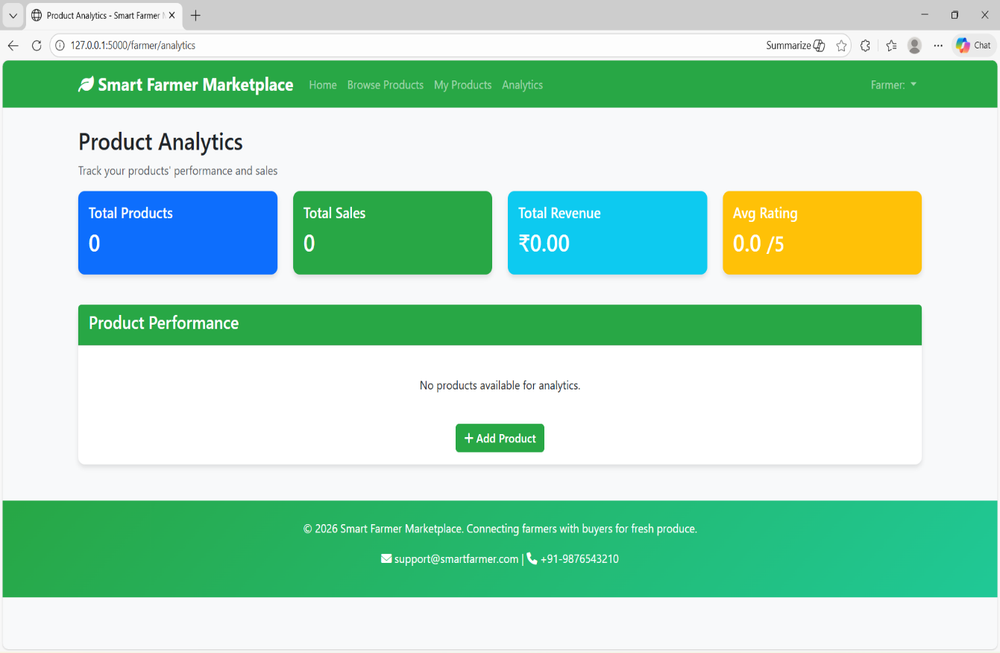 Product Analytics - Smart Farmer M
127.0.0.1:5000/farmer/analytics
Summarize
Chat
Smart Farmer Marketplace Home Browse Products My Products Analytics Farmer:
Product Analytics
Track your products' performance and sales
Total Products Total Sales Total Revenue Avg Rating
0 0 ₹0.00 0.0 /5
Product Performance
No products available for analytics.
+ Add Product
© 2026 Smart Farmer Marketplace. Connecting farmers with buyers for fresh produce.
support@smartfarmer.com | +91-9876543210